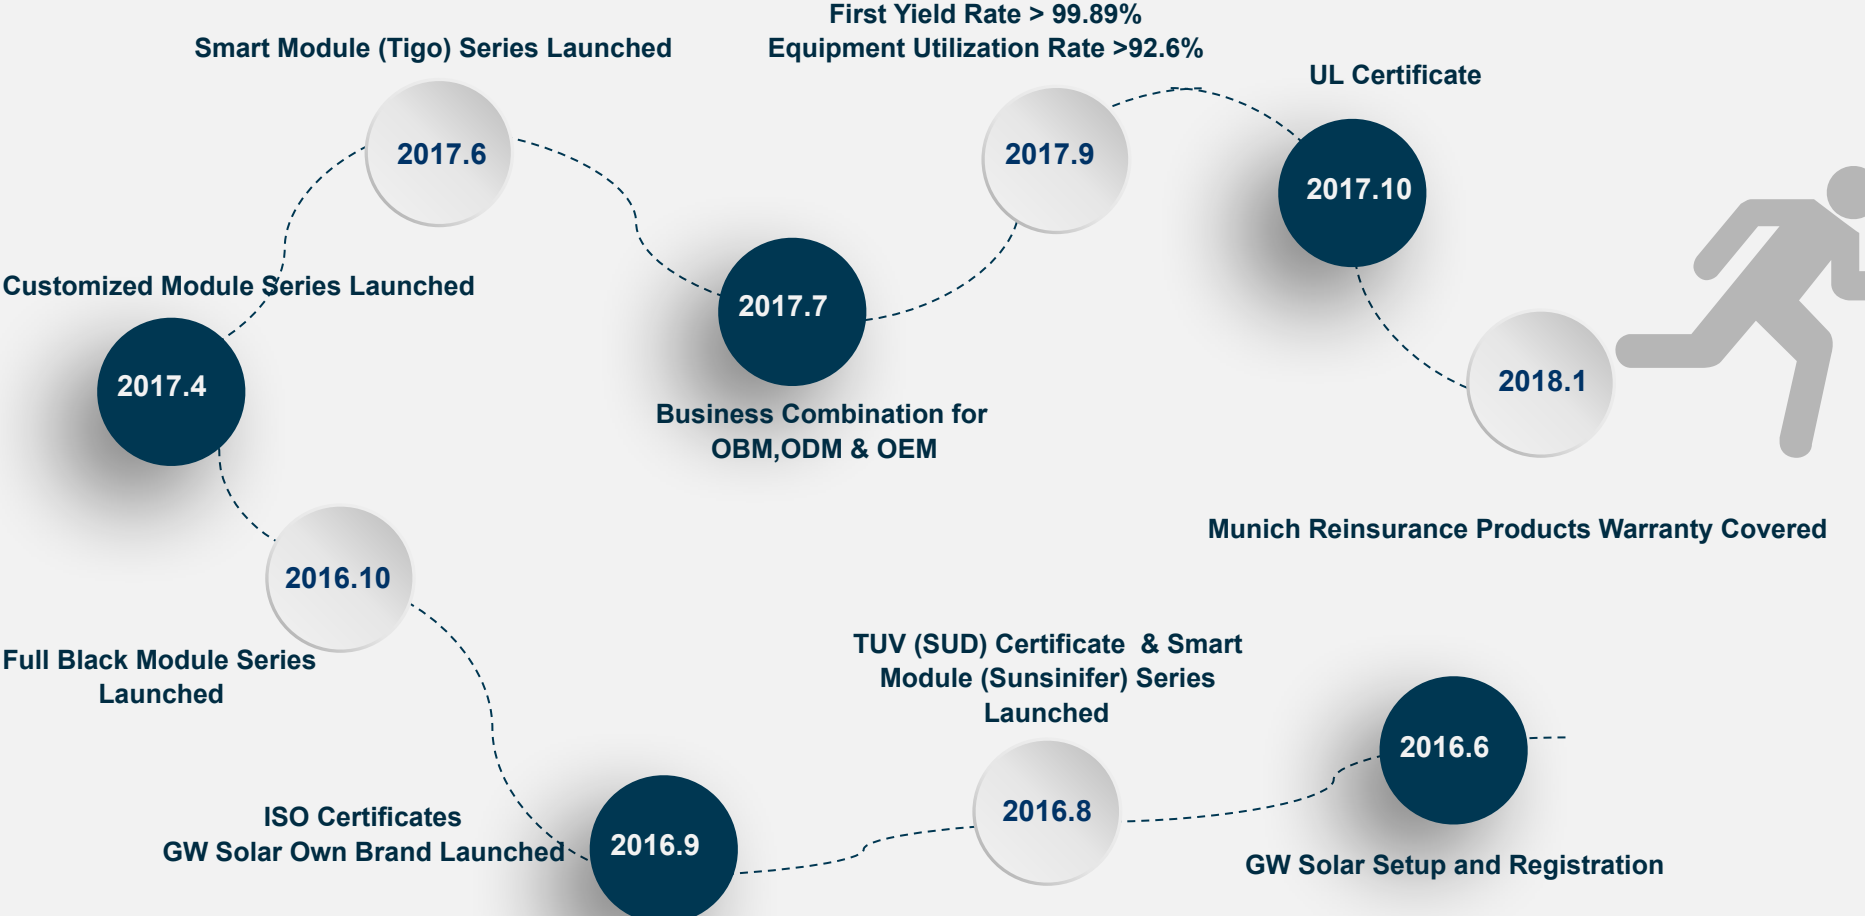 First Yield Rate > 99.89%
Smart Module (Tigo) Series Launched
Equipment Utilization Rate >92.6%
UL Certificate
2017.6
2017.9
2017.10
Customized Module Series Launched
2017.7
2017.4
2018.1
Business Combination for
OBM,ODM & OEM
Munich Reinsurance Products Warranty Covered
2016.10
Full Black Module Series
Launched
TUV (SUD) Certificate  & Smart
Module (Sunsinifer) Series
Launched
2016.6
2016.8
ISO Certificates
GW Solar Own Brand Launched
2016.9
GW Solar Setup and Registration